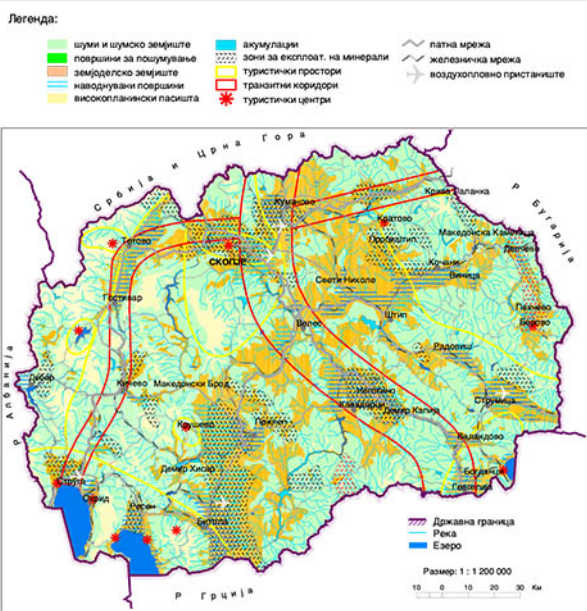 Легенда:
шуми и шумско земјиште
површини за пошумување
земјоделско земјиште
наводнувани површини
високопланински пасишта
акумулации
зони за експлоат. на минерали
туристички простори
транзитни коридори
туристички центри
патна мрежа
железничка мрежа
воздухопловно пристаниште
Р Србија и Црна Гора
Р Бугарија
Р Албанија
Р Грција
Куманово
Крива Паланка
Кратово
Пробиштип
Македонска Каменица
Делчево
Тетово
СКОПЈЕ
Кочани
Виница
Свети Николе
Гостивар
Пехчево
Берово
Штип
Велес
Радовиш
Дебар
Кичево
Македонски Брод
Неготино
Кавадарци
Демир Капија
Струмица
Крушево
Прилеп
Валандово
Демир Хисар
Богданци
Гевгелија
Струга
Охрид
Ресен
Битола
Државна граница
Река
Езеро
Размер: 1 : 1 200 000
10 0 10 20 30 Км